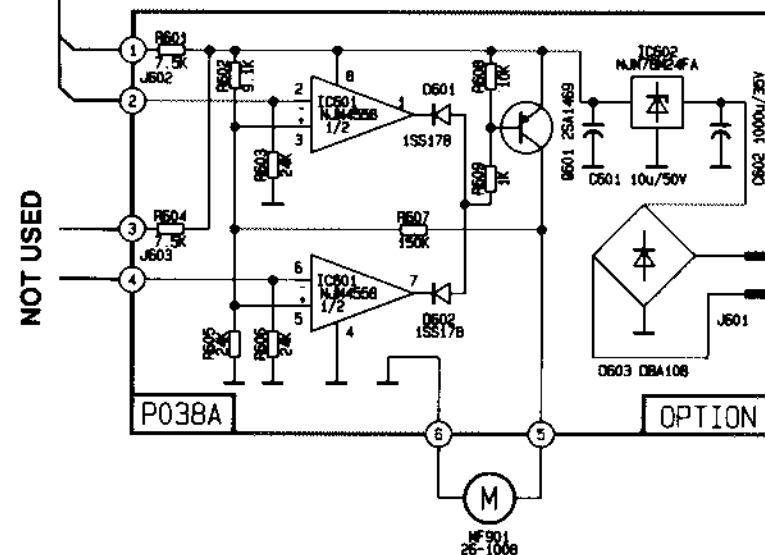 1
R601
7.5K
J602
2
R602
9.1K
2
3
8
1
IC601
NJM4558
1/2
R603
24K
D601
1SS178
R608
10K
R609
1K
Q601 2SA1469
C601 10u/50V
IC602
NJM78M24FA
C602 1000u/35V
NOT USED
3
R604
7.5K
J603
4
R607
150K
6
5
7
4
IC601
NJM4558
1/2
D602
1SS178
R605
24K
R606
24K
J601
D603 DBA10B
P038A
OPTION
6
5
M
MF901
26-1008